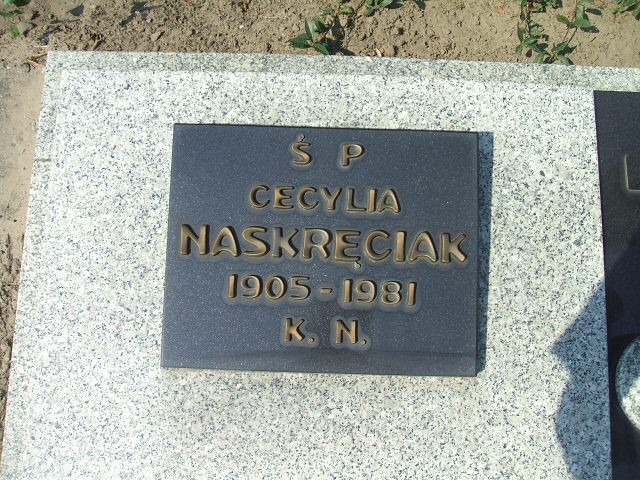 Ś P
CECYLIA
NASKRĘCIAK
1905-1981
K. N.